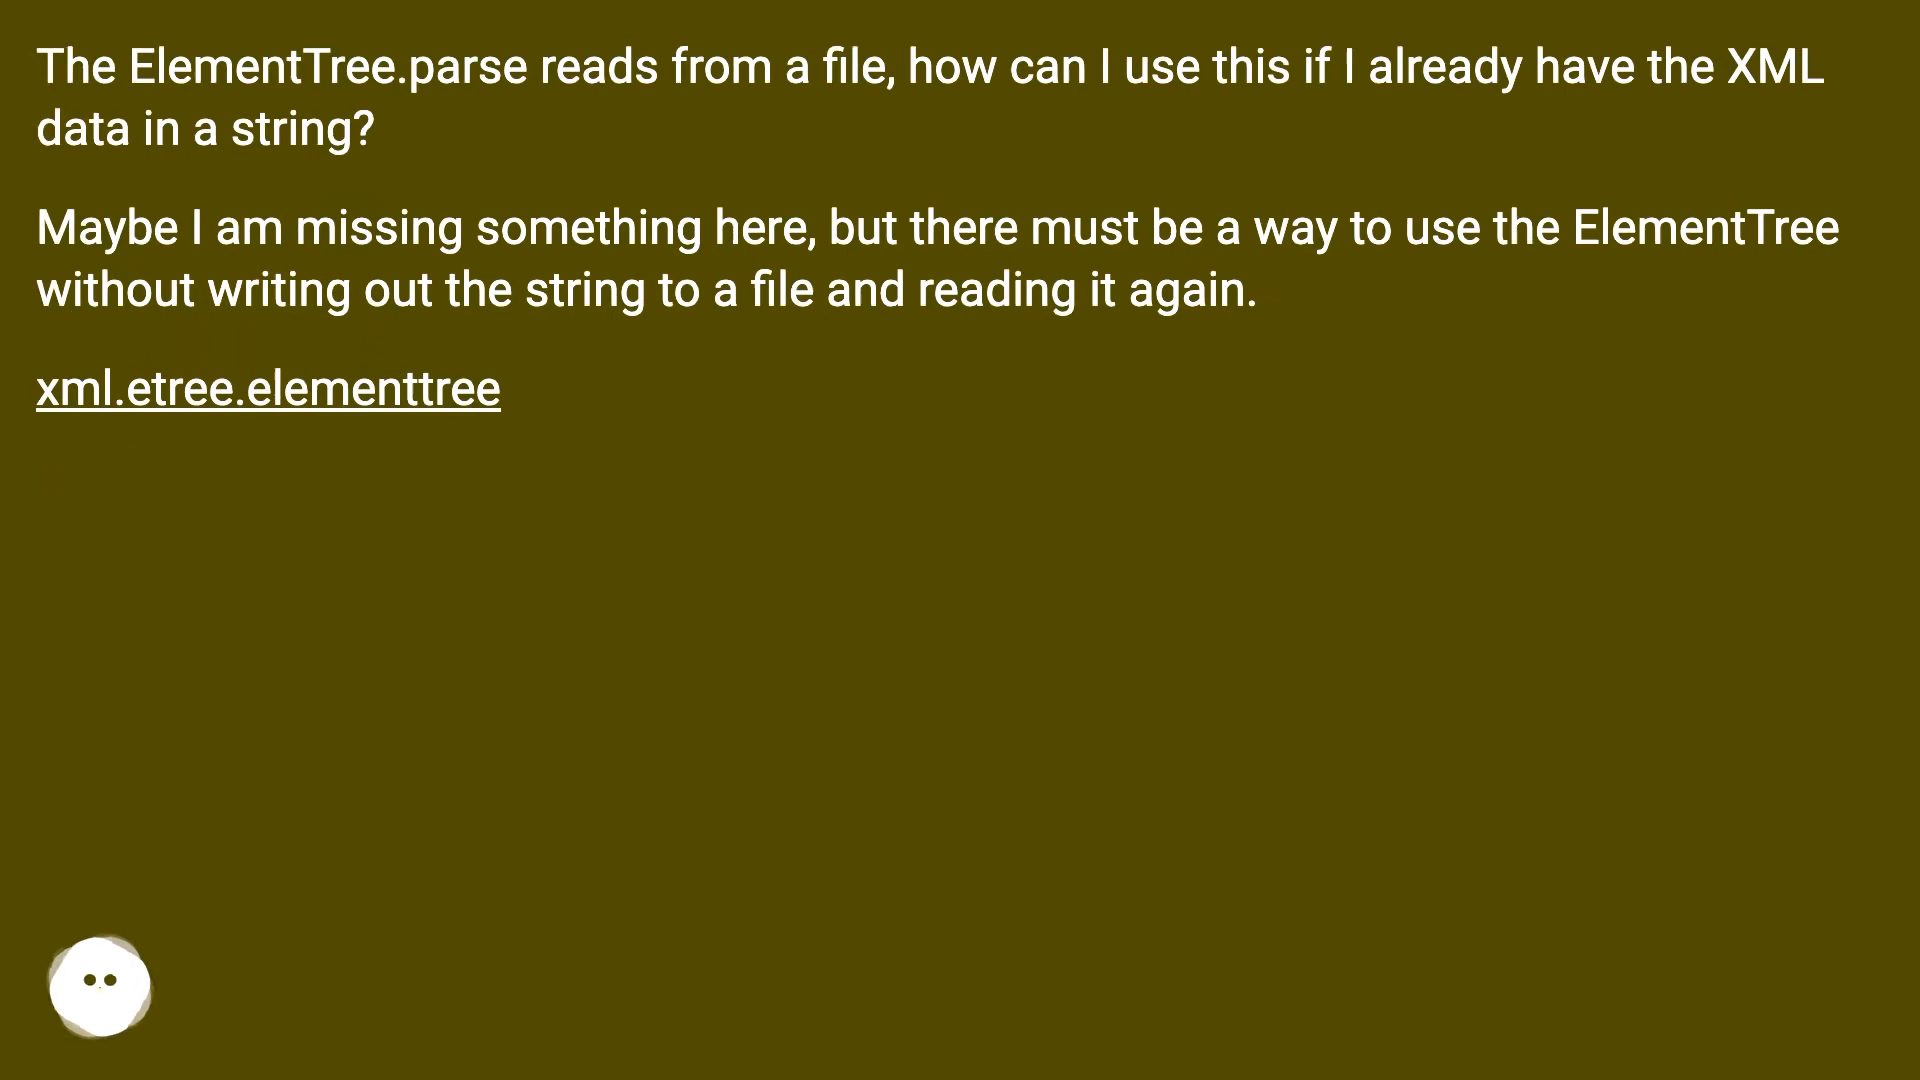 The ElementTree.parse reads from a file, how can I use this if I already have the XML
data in a string?
Maybe I am missing something here, but there must be a way to use the ElementTree
without writing out the string to a file and reading it again.
xml.etree.elementtree